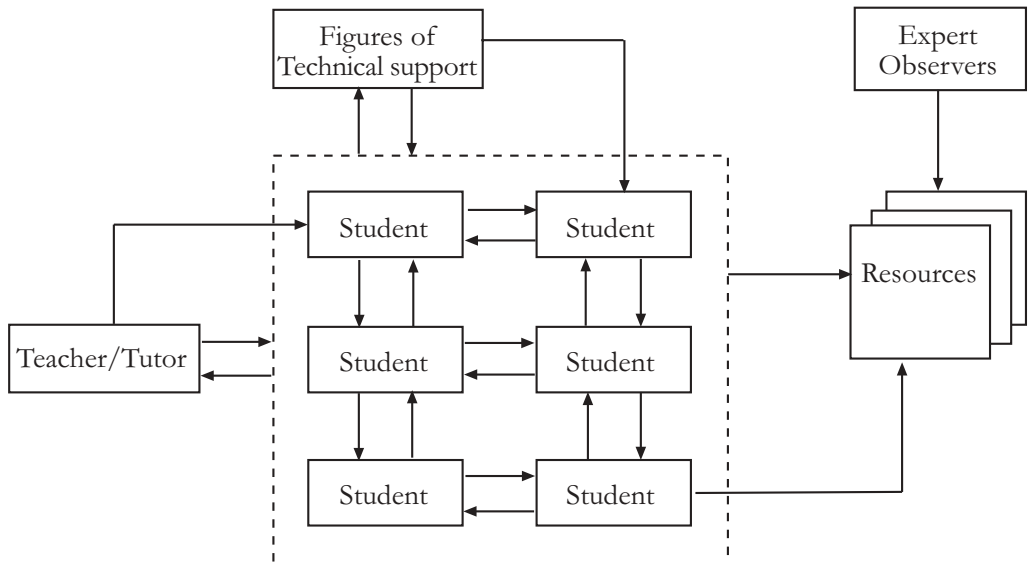 Figures of
Technical support
Expert
Observers
Student
Student
Resources
Teacher/Tutor
Student
Student
Student
Student